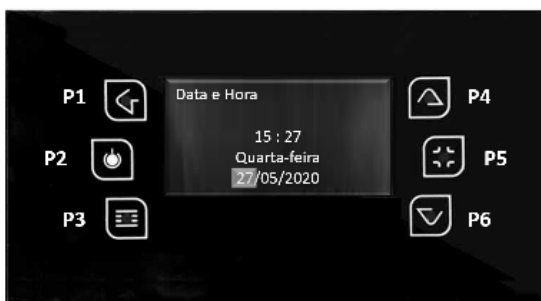 P1
Data e Hora
P4
15 : 27
P2
Quarta-feira
P5
27/05/2020
P3
P6